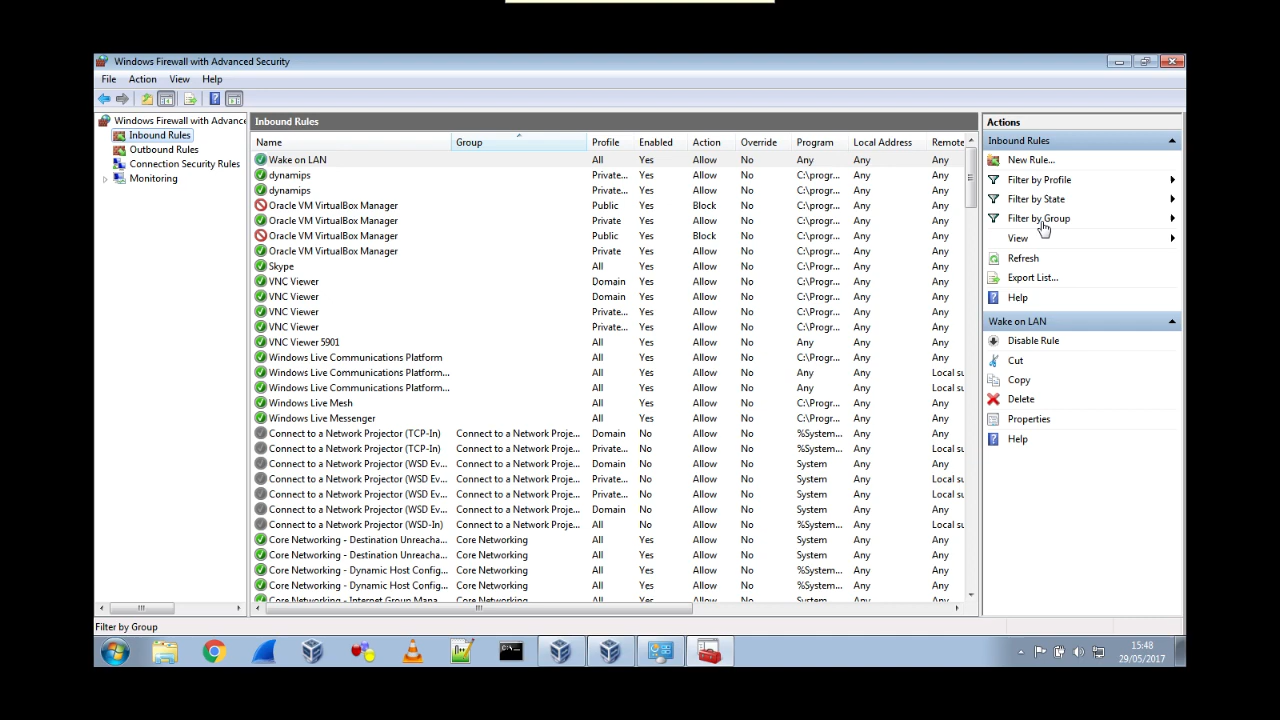 Windows Firewall with Advanced Security
File Action View Help
Windows Firewall with Advance
Inbound Rules
Outbound Rules
Connection Security Rules
Monitoring
Inbound Rules
Name Group Profile Enabled Action Override Program Local Address Remote
Wake on LAN All Yes Allow No Any Any Any
dynamips Private... Yes Allow No C:\progr... Any Any
dynamips Private... Yes Allow No C:\progr... Any Any
Oracle VM VirtualBox Manager Public Yes Block No C:\Progr... Any Any
Oracle VM VirtualBox Manager Private Yes Allow No C:\Progr... Any Any
Oracle VM VirtualBox Manager Public Yes Block No C:\Progr... Any Any
Oracle VM VirtualBox Manager Private Yes Allow No C:\Progr... Any Any
Skype All Yes Allow No C:\Progr... Any Any
VNC Viewer Domain Yes Allow No C:\Progr... Any Any
VNC Viewer Domain Yes Allow No C:\Progr... Any Any
VNC Viewer Private... Yes Allow No C:\Progr... Any Any
VNC Viewer Private... Yes Allow No C:\Progr... Any Any
VNC Viewer 5901 All Yes Allow No Any Any Any
Windows Live Communications Platform All Yes Allow No C:\Progr... Any Any
Windows Live Communications Platform... All Yes Allow No Any Any Local su
Windows Live Communications Platform... All Yes Allow No Any Any Local su
Windows Live Mesh All Yes Allow No C:\Progr... Any Any
Windows Live Messenger All Yes Allow No C:\Progr... Any Any
Connect to a Network Projector (TCP-In) Connect to a Network Proje... Domain No Allow No %System... Any Any
Connect to a Network Projector (TCP-In) Connect to a Network Proje... Private... No Allow No %System... Any Local su
Connect to a Network Projector (WSD Ev... Connect to a Network Proje... Domain No Allow No System Any Any
Connect to a Network Projector (WSD Ev... Connect to a Network Proje... Private... No Allow No System Any Local su
Connect to a Network Projector (WSD Ev... Connect to a Network Proje... Private... No Allow No System Any Local su
Connect to a Network Projector (WSD Ev... Connect to a Network Proje... Domain No Allow No System Any Any
Connect to a Network Projector (WSD-In) Connect to a Network Proje... All No Allow No %System... Any Local su
Core Networking - Destination Unreacha... Core Networking All Yes Allow No System Any Any
Core Networking - Destination Unreacha... Core Networking All Yes Allow No System Any Any
Core Networking - Dynamic Host Config... Core Networking All Yes Allow No %System... Any Any
Core Networking - Dynamic Host Config... Core Networking All Yes Allow No %System... Any Any
Core Networking - Internet Group Mana... Core Networking All Yes Allow No System Any Any
Actions
Inbound Rules
New Rule...
Filter by Profile
Filter by State
Filter by Group
View
Refresh
Export List...
Help
Wake on LAN
Disable Rule
Cut
Copy
Delete
Properties
Help
Filter by Group
15:48
29/05/2017